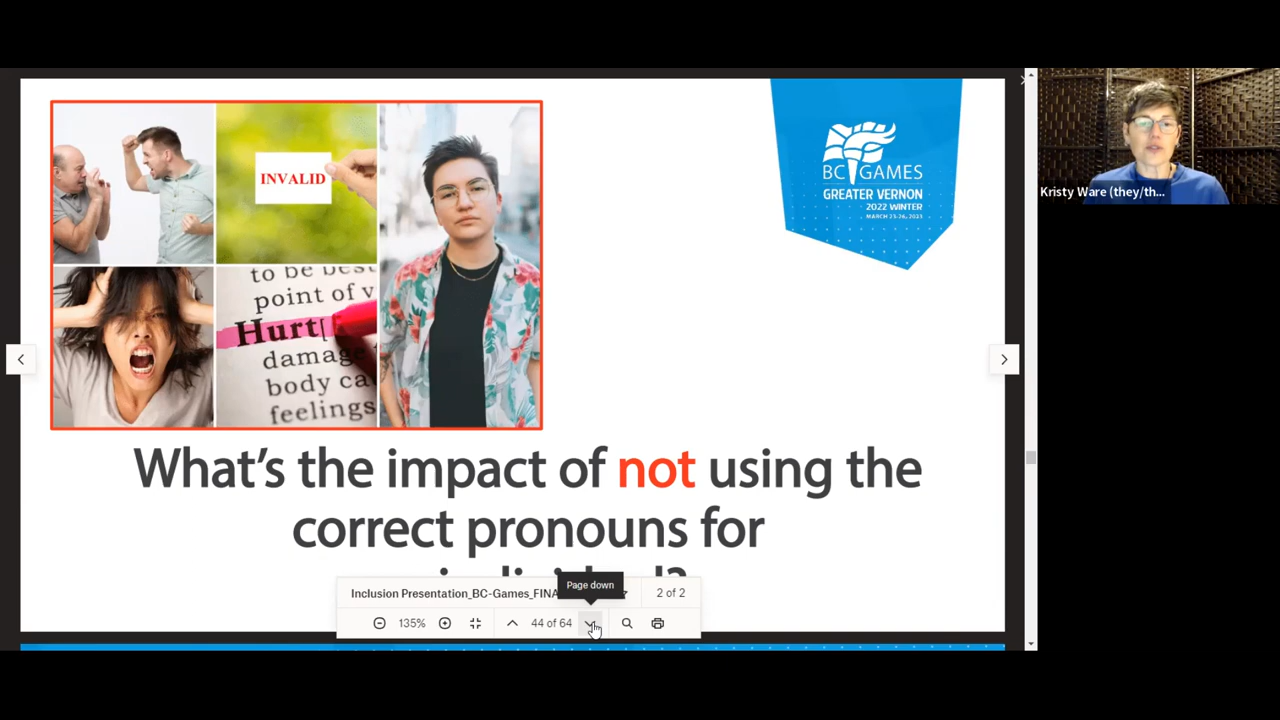 INVALID
to be best
point of v
Hurt[
damage
body ca
feelings
BC GAMES
GREATER VERNON
2022 WINTER
MARCH 23-26, 2023
Kristy Ware (they/th...
What's the impact of not using the
correct pronouns for
Page down
Inclusion Presentation_BC-Games_FINA
2 of 2
135%
44 of 64